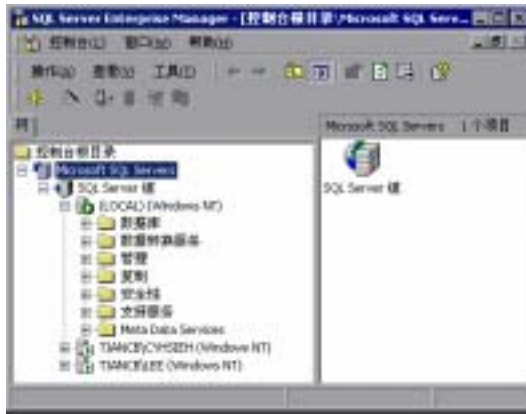 SQL Server Enterprise Manager - [控制台根目录\Microsoft SQL Serv...
控制台(C) 窗口(W) 帮助(H)
操作(A) 查看(V) 工具(T)
树
Microsoft SQL Servers 1 个项目
控制台根目录
Microsoft SQL Servers
SQL Server 组
(LOCAL) (Windows NT)
数据库
数据转换服务
管理
复制
安全性
支持服务
Meta Data Services
TIANCB\CYHSIEH (Windows NT)
TIANCB\LEE (Windows NT)
SQL Server 组